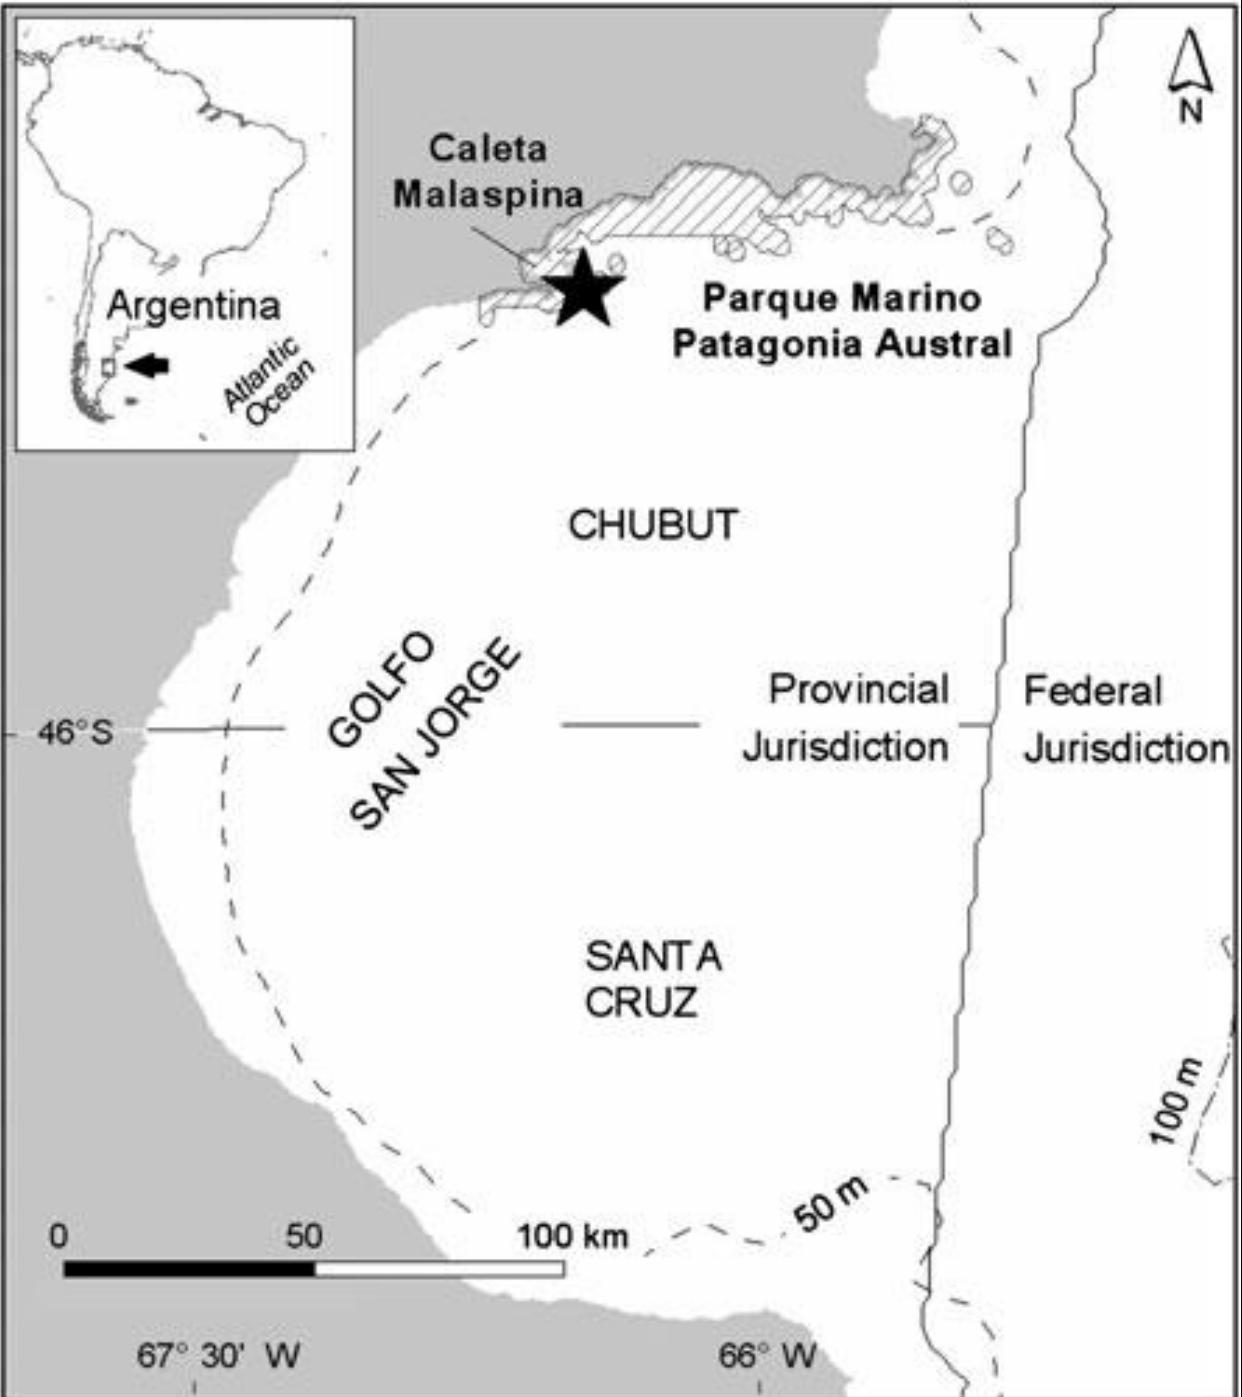 N
Caleta
Malaspina
Argentina
Atlantic
Ocean
Parque Marino
Patagonia Austral
CHUBUT
GOLFO
SAN JORGE
Provincial
Jurisdiction
Federal
Jurisdiction
46°S
SANTA
CRUZ
100 m
50 m
0 50 100 km
67° 30' W 66° W